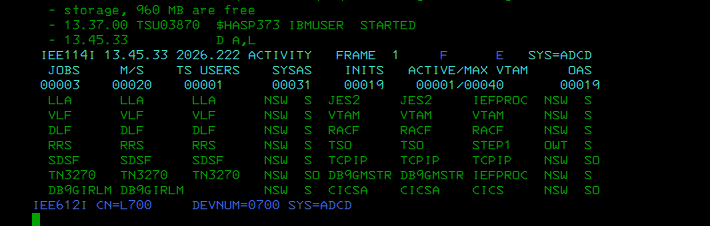 - storage, 960 MB are free
- 13.37.00 TSU03870  $HASP373 IBMUSER  STARTED
- 13.45.33           D A,L
IEE114I 13.45.33 2026.222 ACTIVITY   FRAME  1     F      E   SYS=ADCD
JOBS     M/S    TS USERS    SYSAS    INITS   ACTIVE/MAX VTAM     OAS
00003    00020    00001      00031    00019     00001/00040       00019
LLA      LLA      LLA      NSW  S  JES2     JES2     IEFPROC  NSW  S
VLF      VLF      VLF      NSW  S  VTAM     VTAM     VTAM     NSW  S
DLF      DLF      DLF      NSW  S  RACF     RACF     RACF     NSW  S
RRS      RRS      RRS      NSW  S  TSO      TSO      STEP1    OWT  S
SDSF     SDSF     SDSF     NSW  S  TCPIP    TCPIP    TCPIP    NSW  SO
TN3270   TN3270   TN3270   NSW  SO DB9GMSTR DB9GMSTR IEFPROC  NSW  S
DB9GIRLM DB9GIRLM          NSW  S  CICSA    CICSA    CICS     NSW  SO
IEE612I CN=L700     DEVNUM=0700 SYS=ADCD